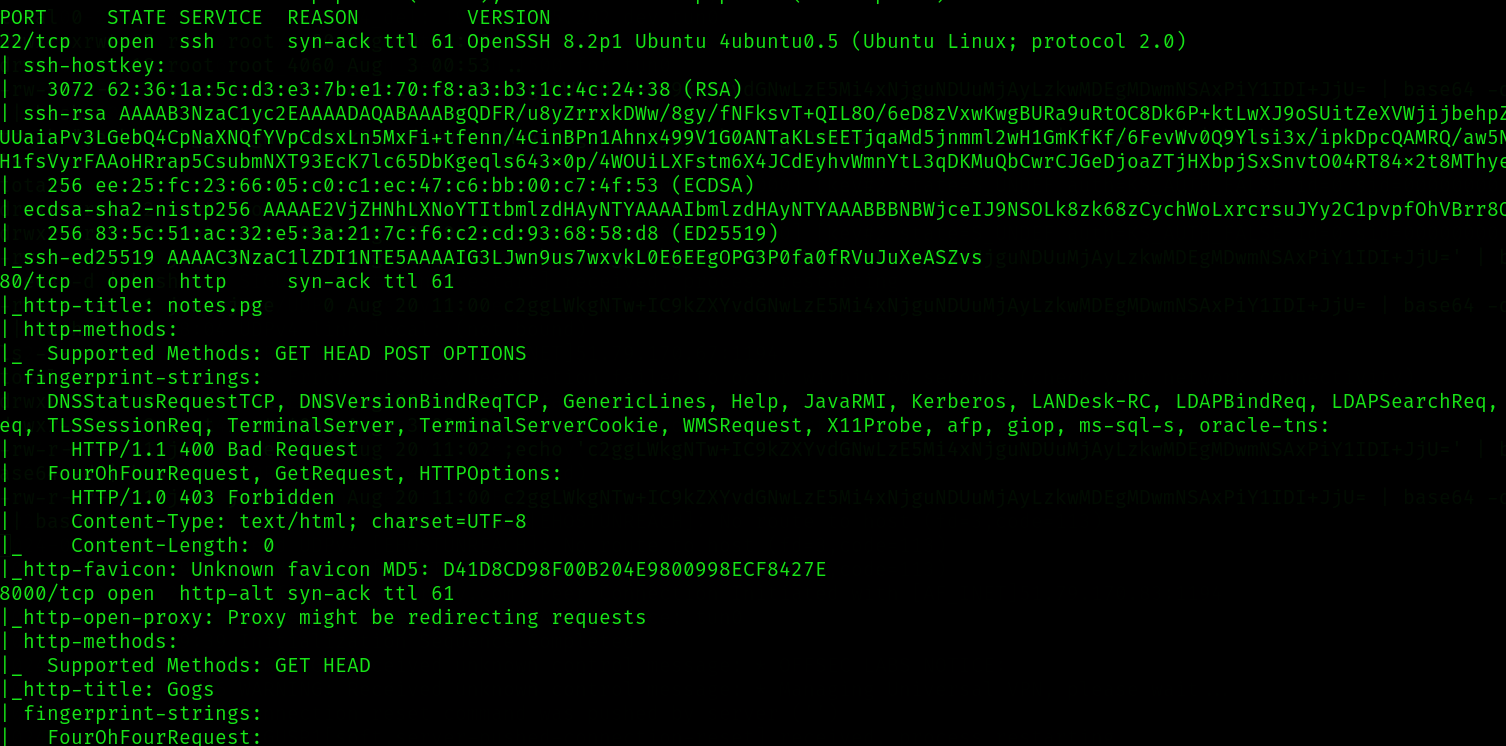 PORT     STATE SERVICE  REASON         VERSION
22/tcp   open  ssh      syn-ack ttl 61 OpenSSH 8.2p1 Ubuntu 4ubuntu0.5 (Ubuntu Linux; protocol 2.0)
| ssh-hostkey:
|   3072 62:36:1a:5c:d3:e3:7b:e1:70:f8:a3:b3:1c:4c:24:38 (RSA)
| ssh-rsa AAAAB3NzaC1yc2EAAAADAQABAAABgQDFR/u8yZrrxkDWw/8gy/fNFksvT+QIL8O/6eD8zVxwKwgBURa9uRtOC8Dk6P+ktLwXJ9oSUitZeXVWjijbehpZ
UUaiaPv3LGebQ4CpNaXNQfYVpCdsxLn5MxFi+tfenn/4CinBPn1Ahnx499V1G0ANTaKLsEETjqaMd5jnmml2wH1GmKfKf/6FevWv0Q9Ylsi3x/ipkDpcQAMRQ/aw5M
H1fsVyrFAAoHRrap5CsubmNXT93EcK7lc65DbKgeqls643×0p/4WOUiLXFstm6X4JCdEyhvWmnYtL3qDKMuQbCwrCJGeDjoaZTjHXbpjSxSnvtO04RT84×2t8MThye
|   256 ee:25:fc:23:66:05:c0:c1:ec:47:c6:bb:00:c7:4f:53 (ECDSA)
| ecdsa-sha2-nistp256 AAAAE2VjZHNhLXNoYTItbmlzdHAyNTYAAAAIbmlzdHAyNTYAAABBBNBWjceIJ9NSOLk8zk68zCychWoLxrcrsuJYy2C1pvpfOhVBrr8
|   256 83:5c:51:ac:32:e5:3a:21:7c:f6:c2:cd:93:68:58:d8 (ED25519)
|_ssh-ed25519 AAAAC3NzaC1lZDI1NTE5AAAAIG3LJwn9us7wxvkL0E6EEgOPG3P0fa0fRVuJuXeASZvs
80/tcp   open  http     syn-ack ttl 61
|_http-title: notes.pg
| http-methods:
|_  Supported Methods: GET HEAD POST OPTIONS
| fingerprint-strings:
|   DNSStatusRequestTCP, DNSVersionBindReqTCP, GenericLines, Help, JavaRMI, Kerberos, LANDesk-RC, LDAPBindReq, LDAPSearchReq,
eq, TLSSessionReq, TerminalServer, TerminalServerCookie, WMSRequest, X11Probe, afp, giop, ms-sql-s, oracle-tns:
|     HTTP/1.1 400 Bad Request
|   FourOhFourRequest, GetRequest, HTTPOptions:
|     HTTP/1.0 403 Forbidden
|     Content-Type: text/html; charset=UTF-8
|_    Content-Length: 0
|_http-favicon: Unknown favicon MD5: D41D8CD98F00B204E9800998ECF8427E
8000/tcp open  http-alt syn-ack ttl 61
|_http-open-proxy: Proxy might be redirecting requests
| http-methods:
|_  Supported Methods: GET HEAD
|_http-title: Gogs
| fingerprint-strings:
|   FourOhFourRequest: